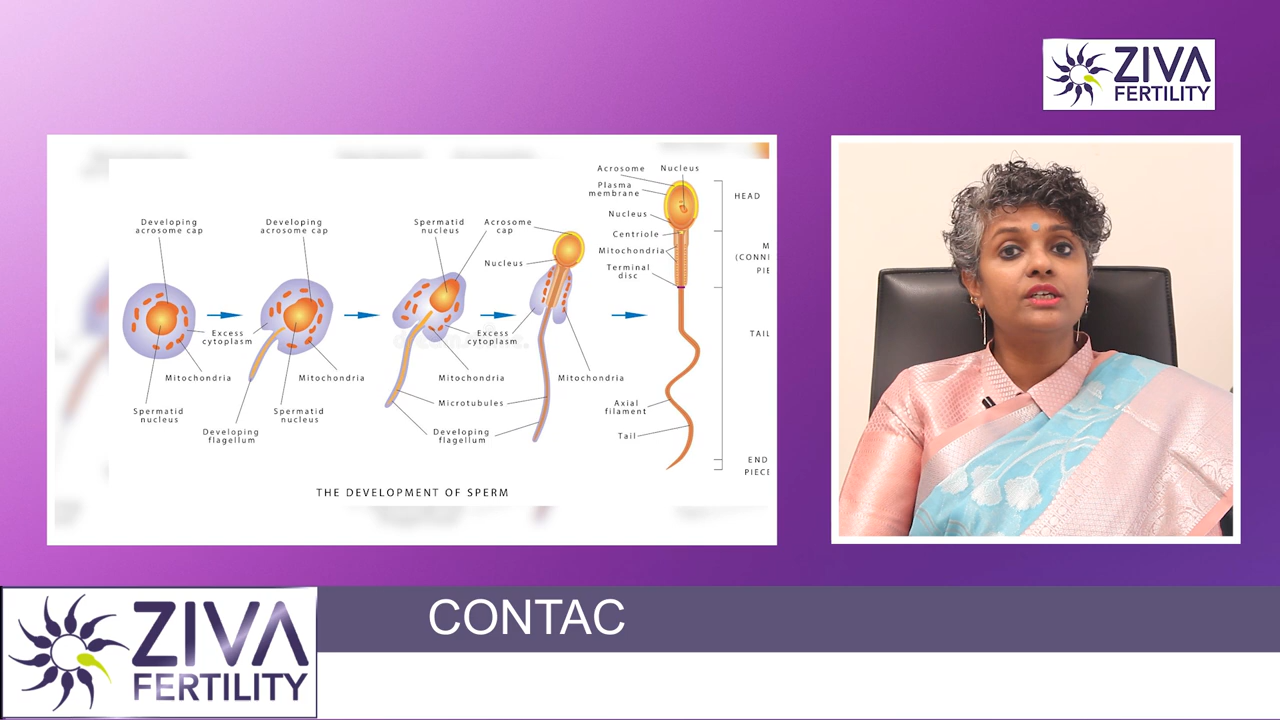 ZIVA
FERTILITY
Acrosome
Nucleus
Plasma
membrane
HEAD
Nucleus
Developing
acrosome cap
Developing
acrosome cap
Spermatid
nucleus
Acrosome
cap
Centriole
Mitochondria
M
(CONN
PIE
Nucleus
Terminal
disc
Excess
cytoplasm
Excess
cytoplasm
TAIL
Mitochondria
Mitochondria
Mitochondria
Mitochondria
Spermatid
nucleus
Spermatid
nucleus
Microtubules
Axial
filament
Developing
flagellum
Developing
flagellum
Tail
END
PIECE
THE DEVELOPMENT OF SPERM
ZIVA
FERTILITY
CONTAC